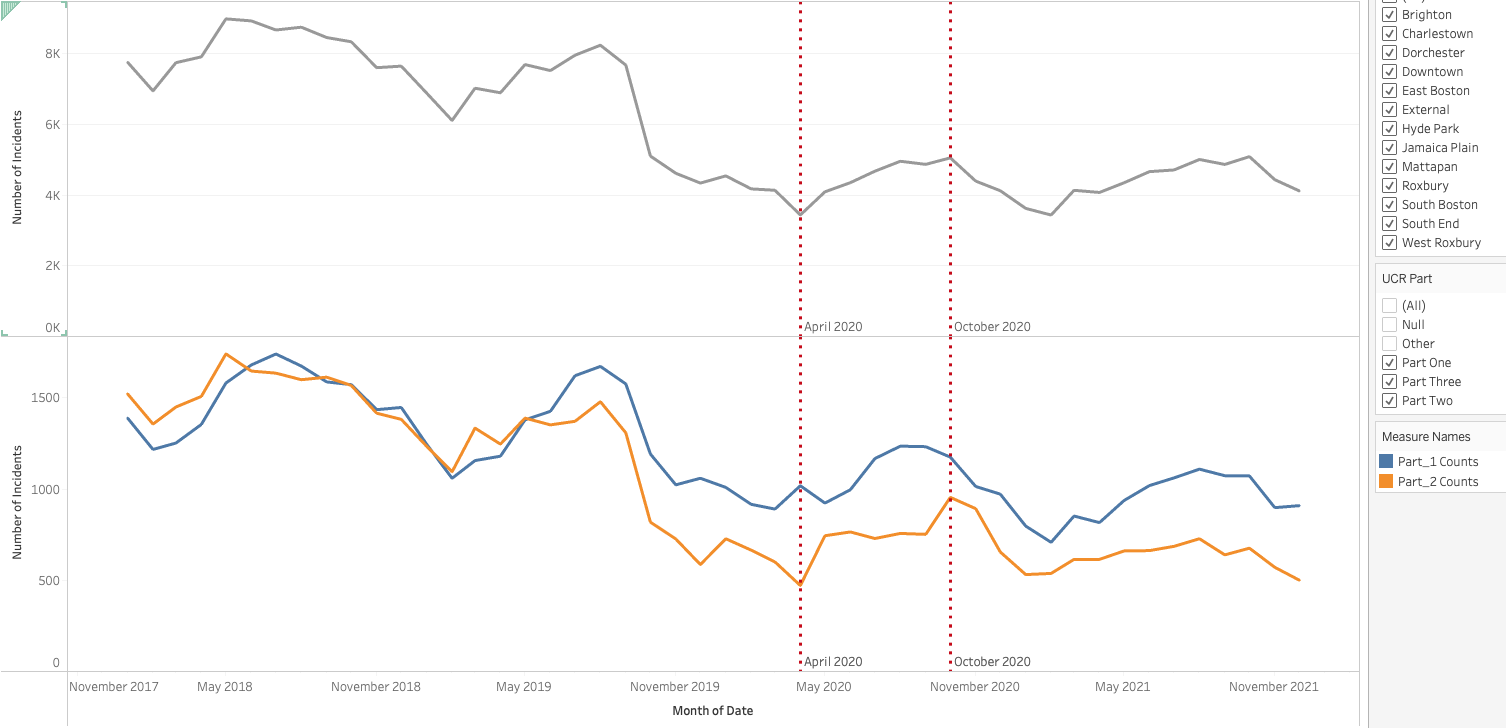 8K
6K
4K
2K
0K
Number of Incidents
April 2020
October 2020
1500
1000
500
0
Number of Incidents
April 2020
October 2020
November 2017
May 2018
November 2018
May 2019
November 2019
May 2020
November 2020
May 2021
November 2021
Month of Date
Brighton
Charlestown
Dorchester
Downtown
East Boston
External
Hyde Park
Jamaica Plain
Mattapan
Roxbury
South Boston
South End
West Roxbury
UCR Part
(All)
Null
Other
Part One
Part Three
Part Two
Measure Names
Part_1 Counts
Part_2 Counts